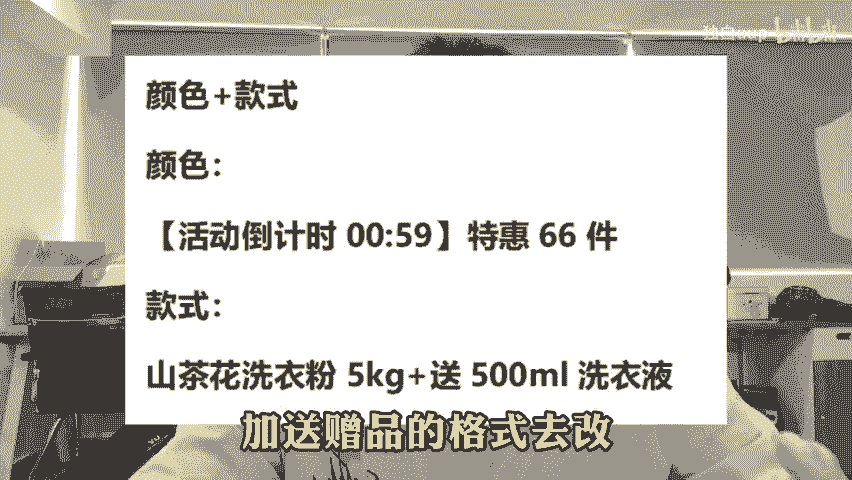 颜色+款式
颜色：
【活动倒计时 00:59】特惠 66 件
款式：
山茶花洗衣粉 5kg+送 500ml 洗衣液
加送赠品的格式去改